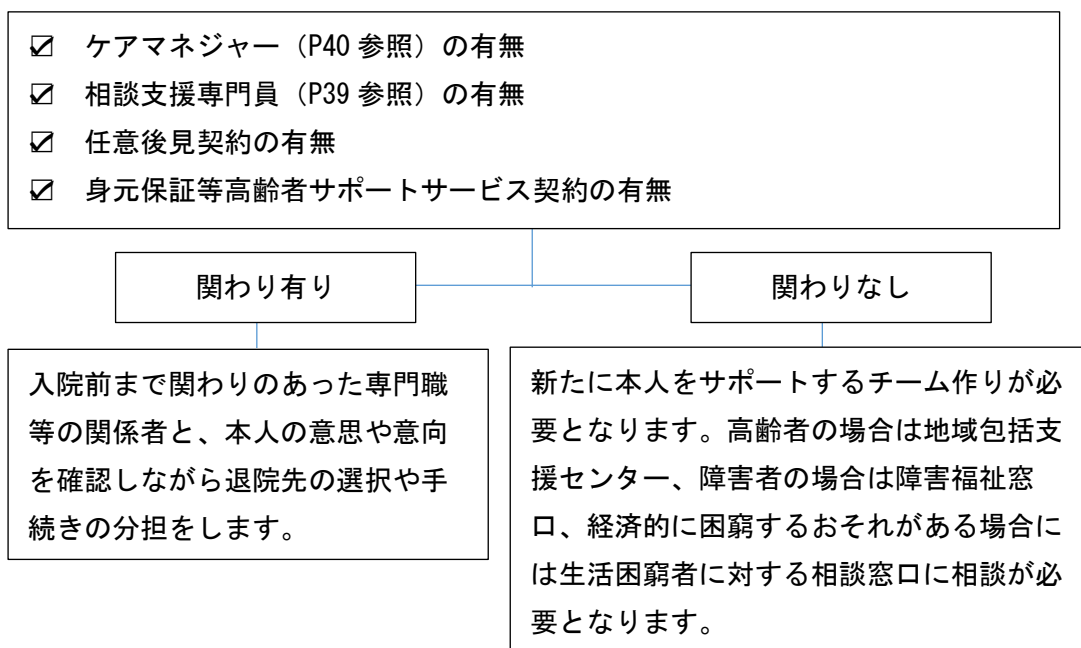 ☑ ケアマネジャー（P40 参照）の有無
☑ 相談支援専門員（P39 参照）の有無
☑ 任意後見契約の有無
☑ 身元保証等高齢者サポートサービス契約の有無
関わり有り
関わりなし
入院前まで関わりのあった専門職
等の関係者と、本人の意思や意向
を確認しながら退院先の選択や手
続きの分担をします。
新たに本人をサポートするチーム作りが必
要となります。高齢者の場合は地域包括支
援センター、障害者の場合は障害福祉窓
口、経済的に困窮するおそれがある場合に
は生活困窮者に対する相談窓口に相談が必
要となります。